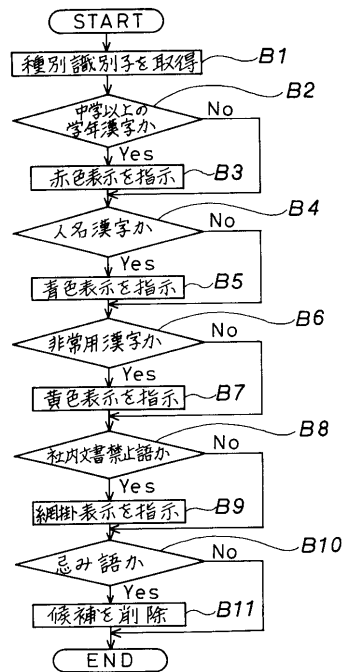 START
B1
種別識別子を取得
B2
中学以上の
学年漢字か
No
Yes
B3
赤色表示を指示
B4
人名漢字か
No
Yes
B5
青色表示を指示
B6
非常用漢字か
No
Yes
B7
黄色表示を指示
B8
社内文書禁止語か
No
Yes
B9
網掛表示を指示
B10
忌み語か
No
Yes
B11
候補を削除
END